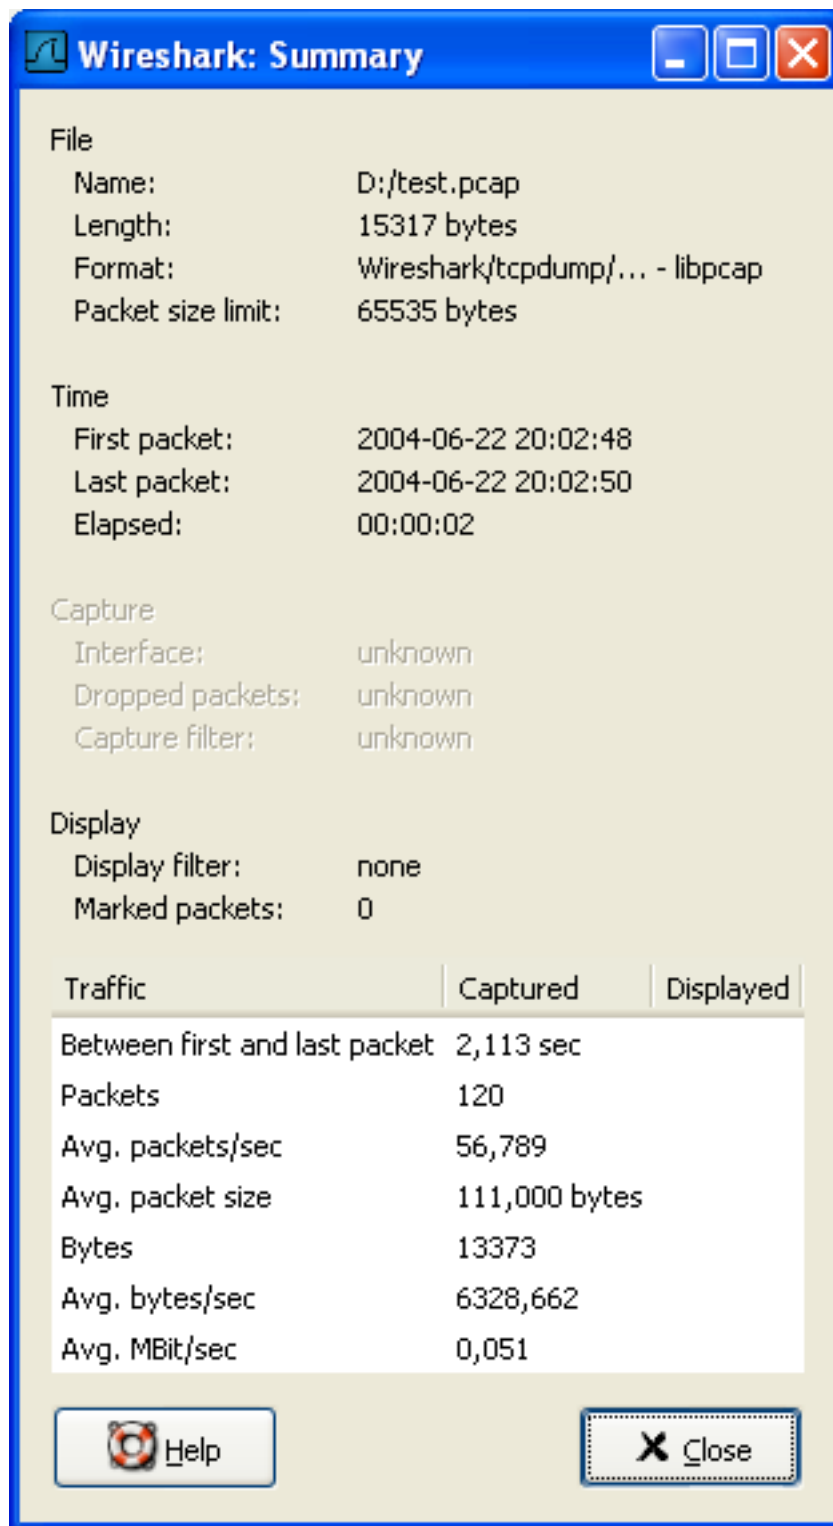 Wireshark: Summary
File
Name: D:/test.pcap
Length: 15317 bytes
Format: Wireshark/tcpdump/... - libpcap
Packet size limit: 65535 bytes
Time
First packet: 2004-06-22 20:02:48
Last packet: 2004-06-22 20:02:50
Elapsed: 00:00:02
Capture
Interface: unknown
Dropped packets: unknown
Capture filter: unknown
Display
Display filter: none
Marked packets: 0
Traffic Captured Displayed
Between first and last packet 2,113 sec
Packets 120
Avg. packets/sec 56,789
Avg. packet size 111,000 bytes
Bytes 13373
Avg. bytes/sec 6328,662
Avg. MBit/sec 0,051
Help Close